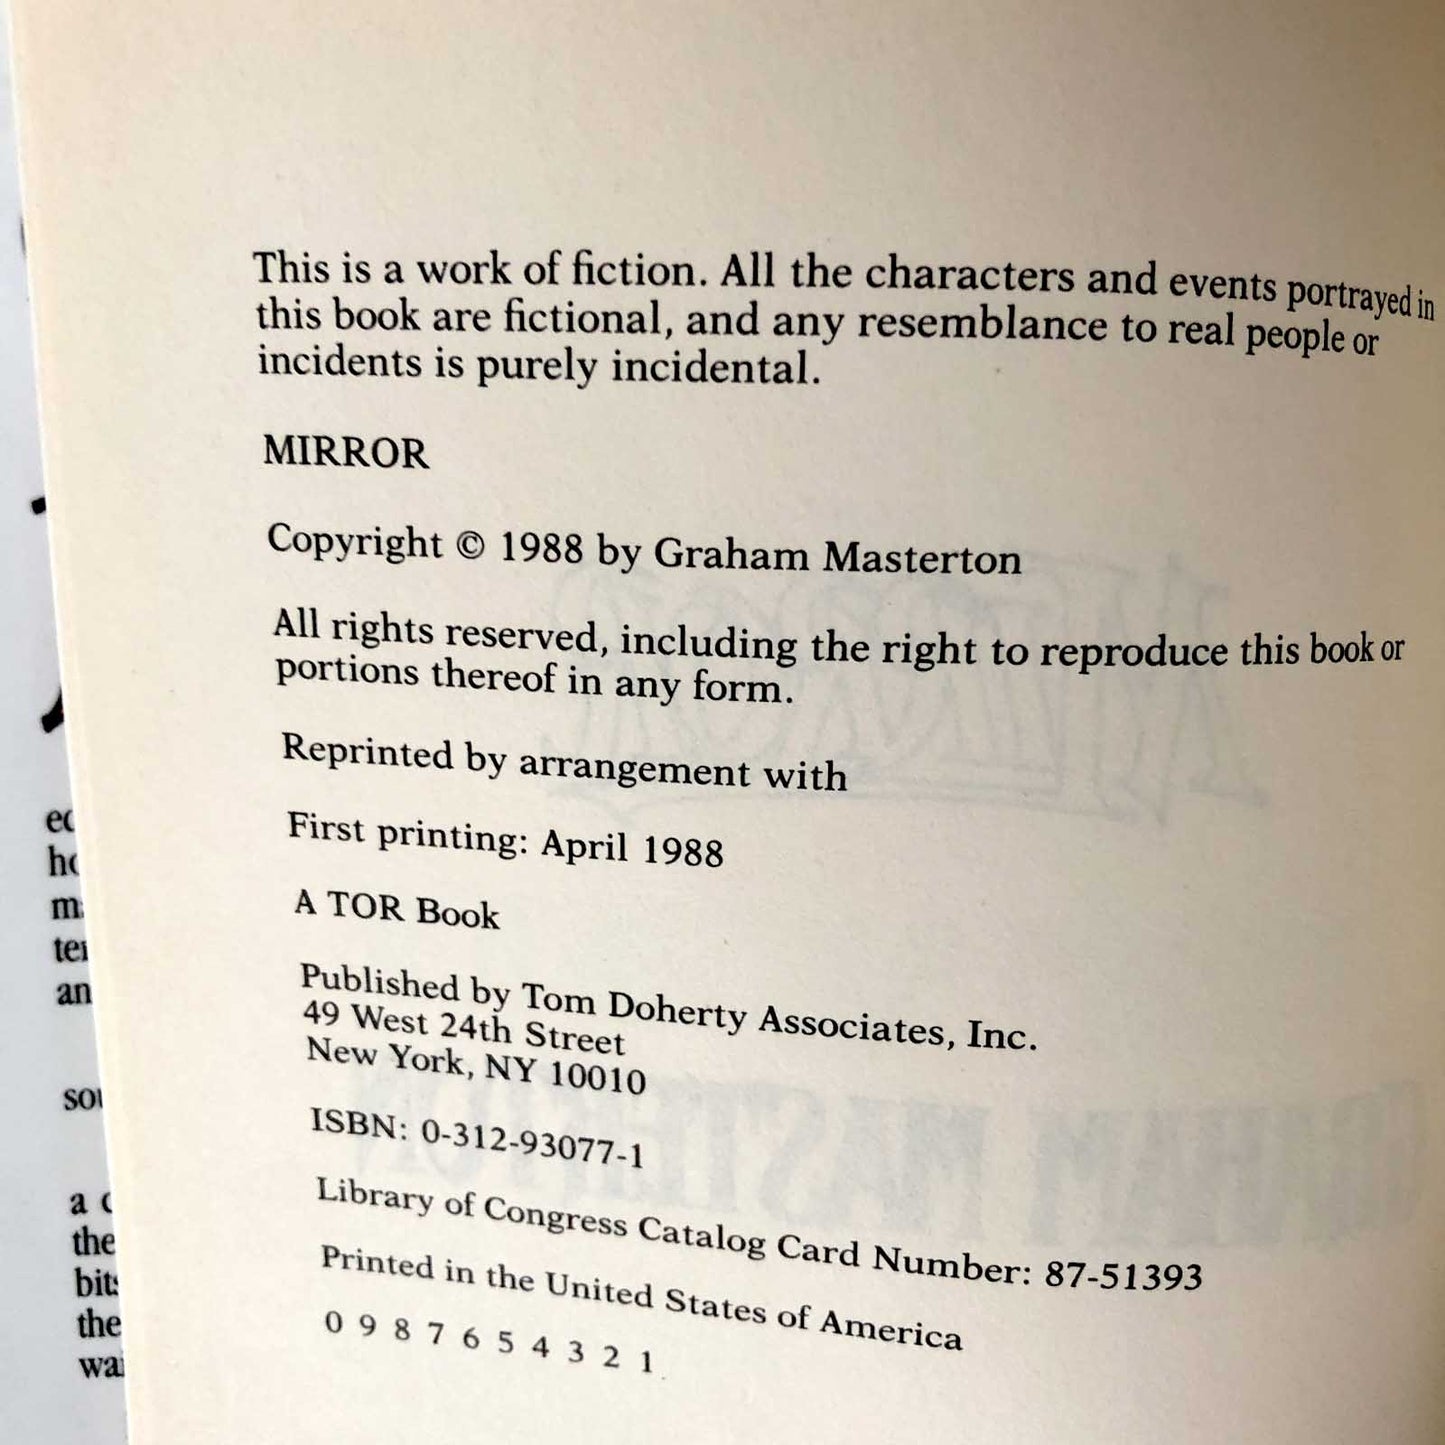 This is a work of fiction. All the characters and events portrayed in
this book are fictional, and any resemblance to real people or
incidents is purely incidental.
MIRROR
Copyright © 1988 by Graham Masterton
All rights reserved, including the right to reproduce this book or
portions thereof in any form.
Reprinted by arrangement with
First printing: April 1988
A TOR Book
Published by Tom Doherty Associates, Inc.
49 West 24th Street
New York, NY 10010
ISBN: 0-312-93077-1
Library of Congress Catalog Card Number: 87-51393
Printed in the United States of America
0 9 8 7 6 5 4 3 2 1
a
the
the